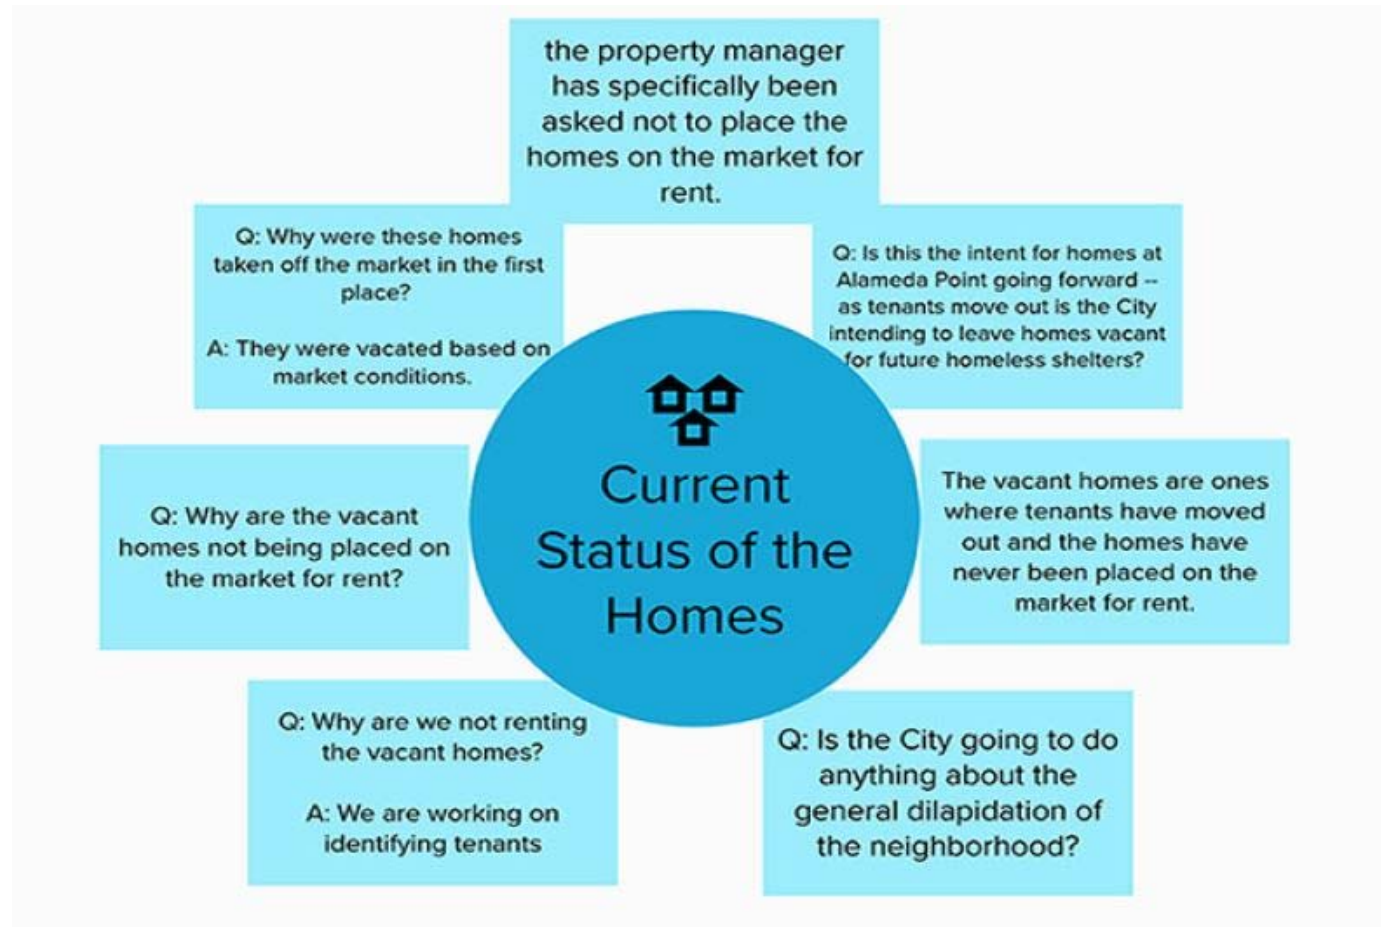 the property manager
has specifically been
asked not to place the
homes on the market for
rent.
Q: Why were these homes
taken off the market in the first
place?
A: They were vacated based on
market conditions.
Q: Is this the intent for homes at
Alameda Point going forward --
as tenants move out is the City
intending to leave homes vacant
for future homeless shelters?
Current
Status of the
Homes
Q: Why are the vacant
homes not being placed on
the market for rent?
The vacant homes are ones
where tenants have moved
out and the homes have
never been placed on the
market for rent.
Q: Why are we not renting
the vacant homes?
A: We are working on
identifying tenants
Q: Is the City going to do
anything about the
general dilapidation of
the neighborhood?